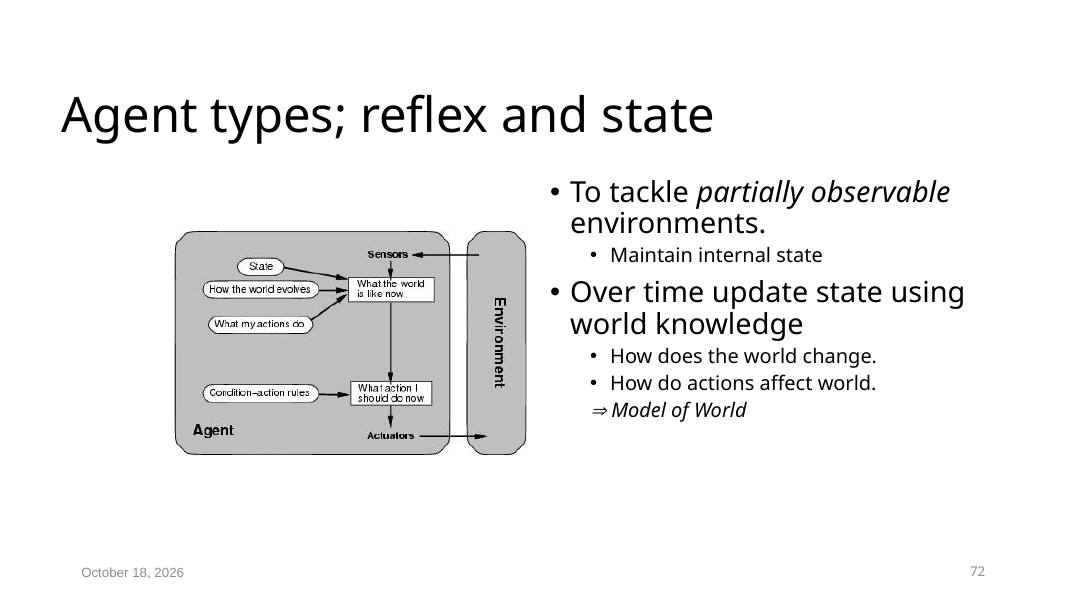 Agent types; reflex and state
Sensors
State
How the world evolves
What my actions do
What the world
is like now
Condition–action rules
What action I
should do now
Agent
Actuators
Environment
• To tackle partially observable
environments.
• Maintain internal state
• Over time update state using
world knowledge
• How does the world change.
• How do actions affect world.
⇒ Model of World
October 18, 2026
72